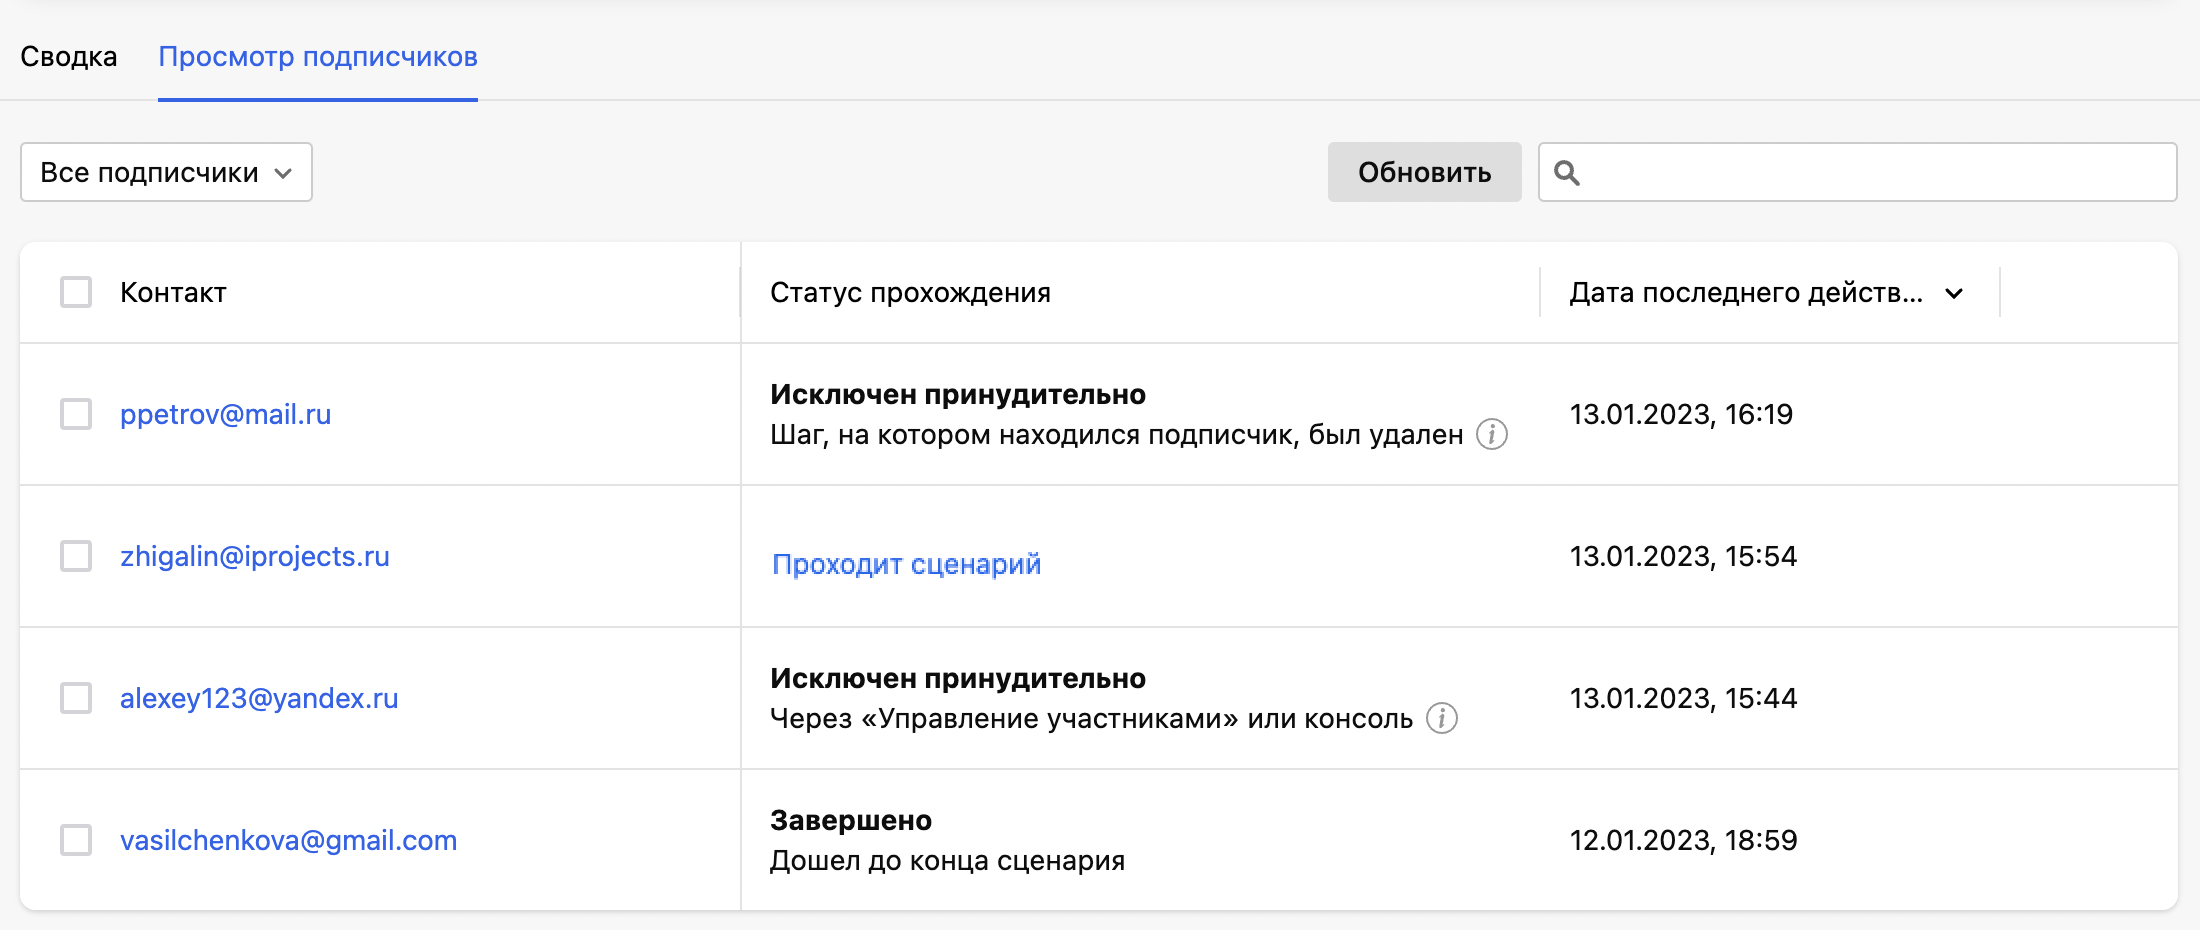 Сводка
Просмотр подписчиков
Все подписчики
Обновить
Контакт
Статус прохождения
Дата последнего действ...
ppetrov@mail.ru
Исключен принудительно
Шаг, на котором находился подписчик, был удален
13.01.2023, 16:19
zhigalin@iprojects.ru
Проходит сценарий
13.01.2023, 15:54
alexey123@yandex.ru
Исключен принудительно
Через «Управление участниками» или консоль
13.01.2023, 15:44
vasilchenkova@gmail.com
Завершено
Дошел до конца сценария
12.01.2023, 18:59